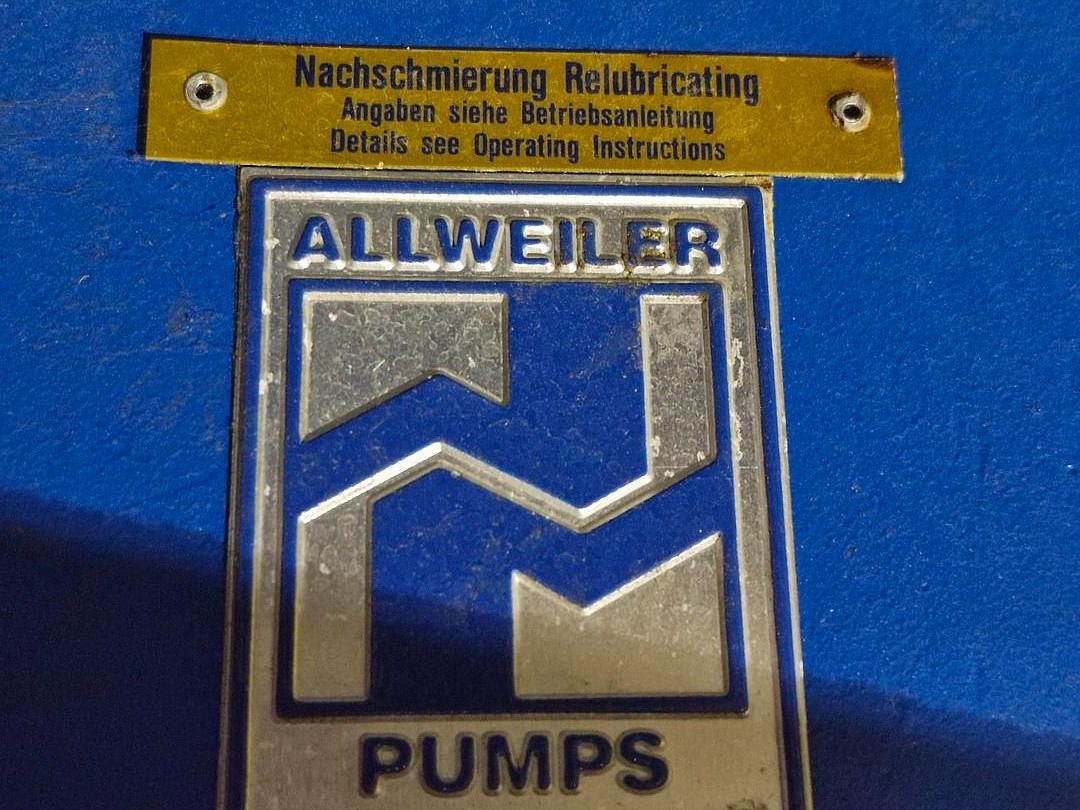 Nachschmierung Relubricating
Angaben siehe Betriebsanleitung
Details see Operating Instructions
ALLWEILER
PUMPS